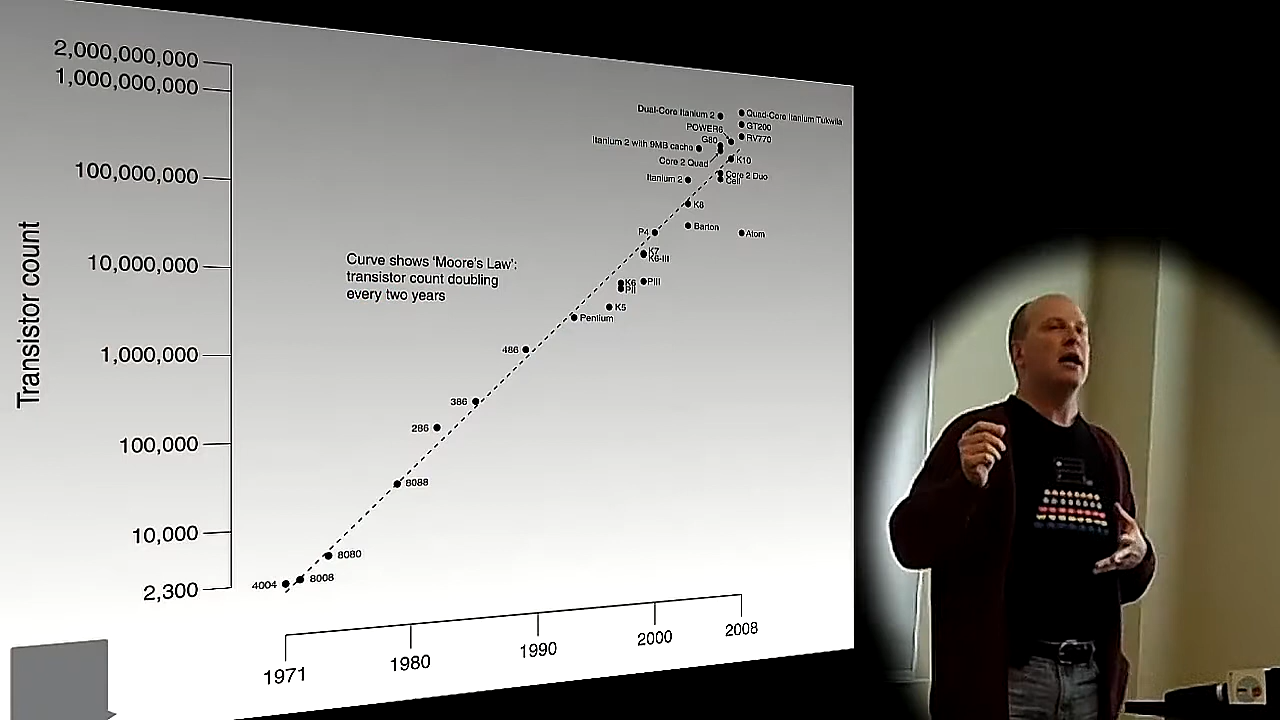 2,000,000,000
1,000,000,000
100,000,000
10,000,000
1,000,000
100,000
10,000
2,300
Transistor count
Curve shows ‘Moore's Law’:
transistor count doubling
every two years
Dual-Core Itanium 2
Quad-Core Itanium Tukwila
GT200
POWER6
RV770
G80
Itanium 2 with 9MB cache
K10
Core 2 Quad
Core 2 Duo
Itanium 2
Cell
K8
Barton
P4
Atom
K7
K6-III
K6
PIII
PII
K5
Pentium
486
386
286
8088
8080
8008
4004
1971
1980
1990
2000
2008